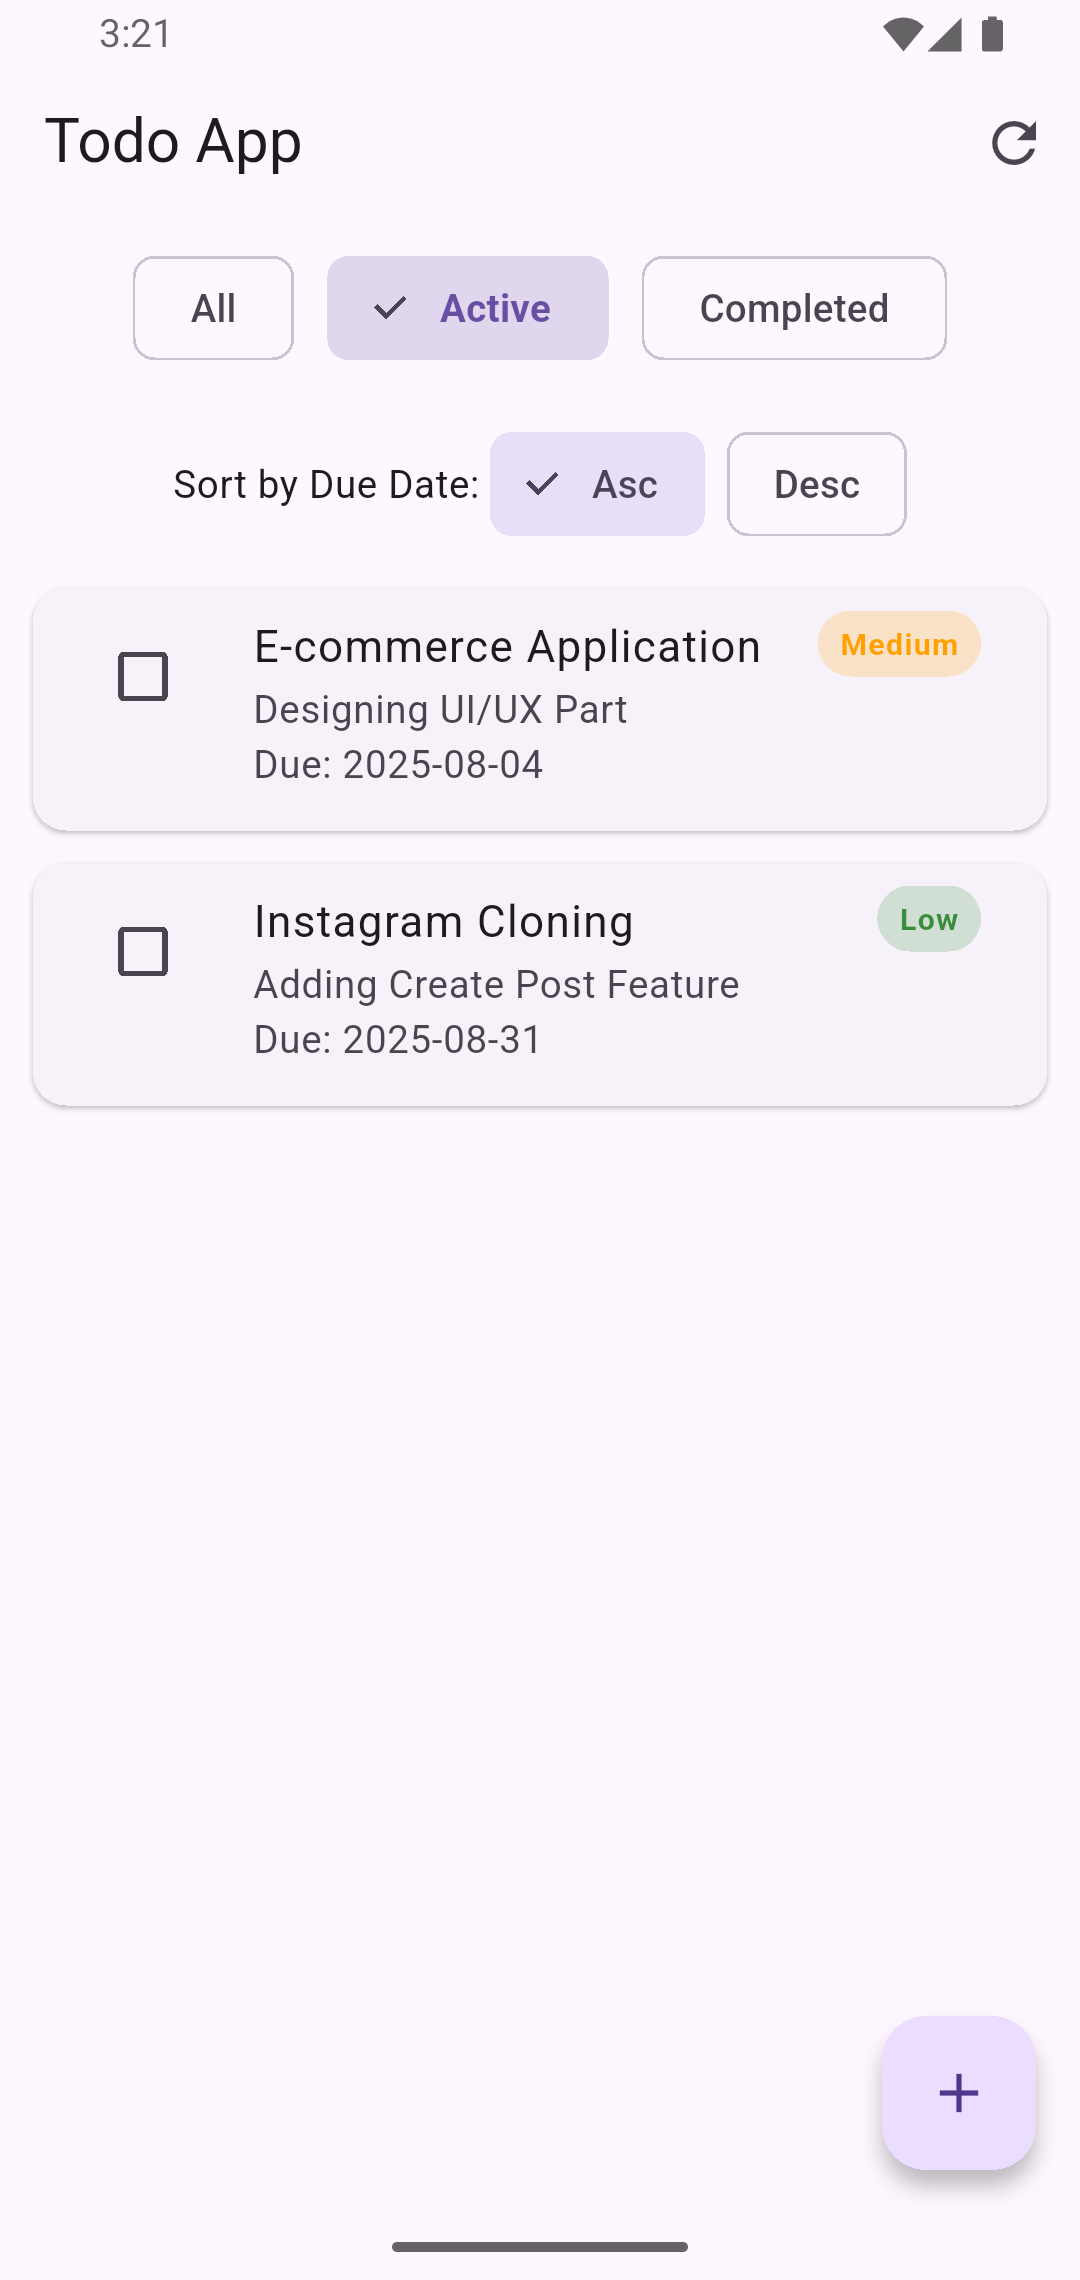 3:21
Todo App
All
Active
Completed
Sort by Due Date:
Asc
Desc
E-commerce Application
Medium
Designing UI/UX Part
Due: 2025-08-04
Instagram Cloning
Low
Adding Create Post Feature
Due: 2025-08-31